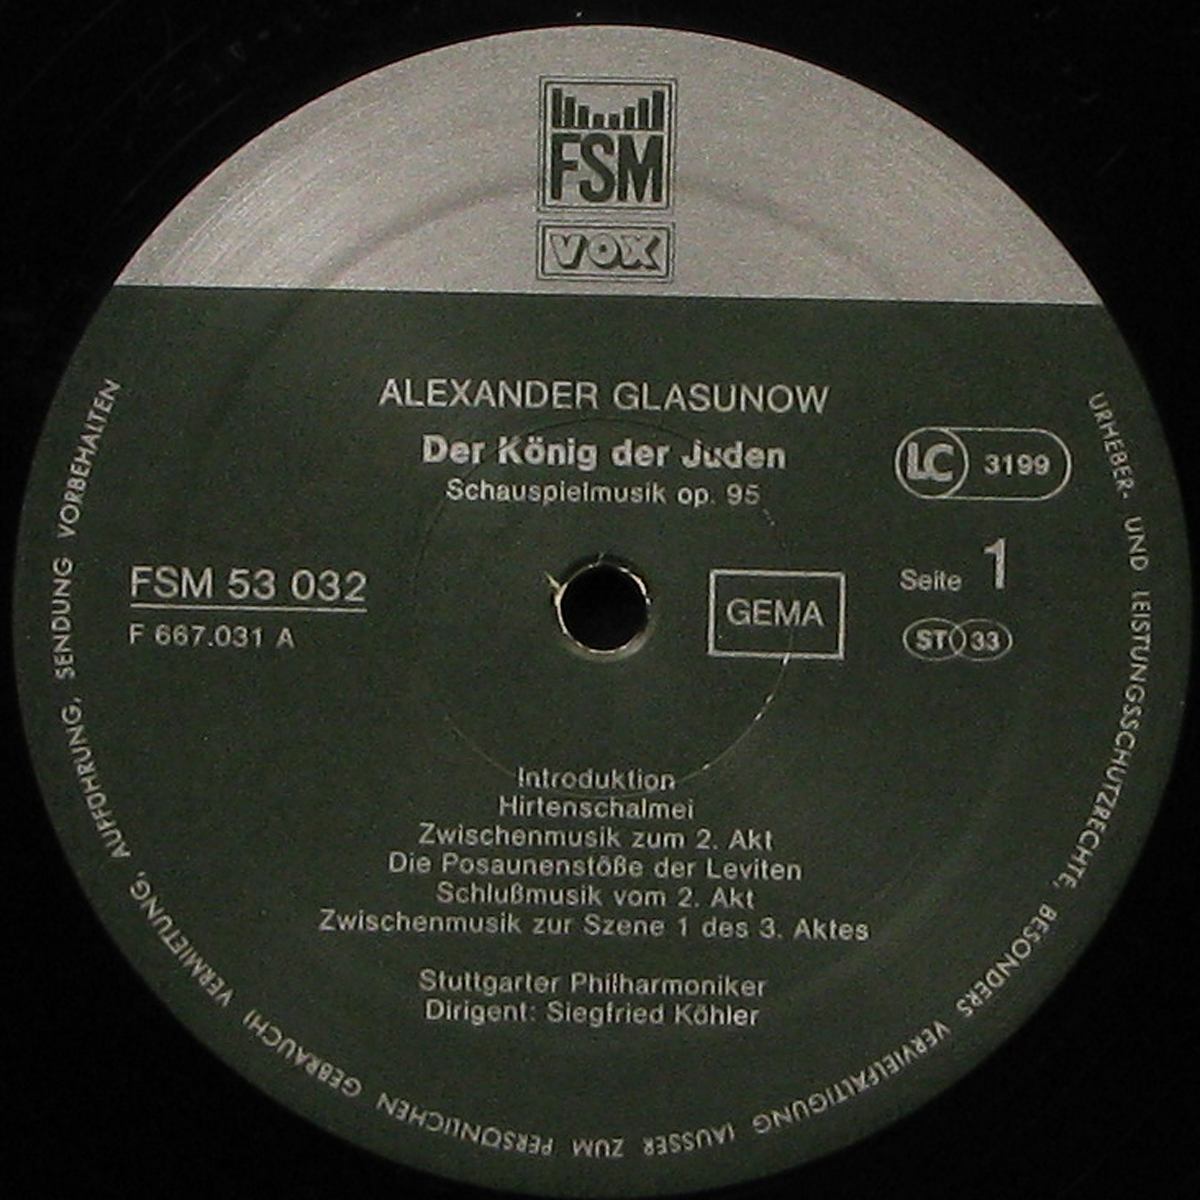 FSM
VOX
ALEXANDER GLASUNOW
Der König der Juden
Schauspielmusik op. 95
LC 3199
FSM 53 032
F 667.031 A
GEMA
Seite 1
ST 33
Introduktion
Hirtenschalmei
Zwischenmusik zum 2. Akt
Die Posaunenstöße der Leviten
Schlußmusik vom 2. Akt
Zwischenmusik zur Szene 1 des 3. Aktes
Stuttgarter Philharmoniker
Dirigent: Siegfried Köhler
URHEBER- UND LEISTUNGSSCHUTZRECHTE, BESONDERS VERVIELFÄLTIGUNG (AUSSER ZUM PERSÖNLICHEN GEBRAUCH) VERMIETUNG, AUFFÜHRUNG, SENDUNG VORBEHALTEN